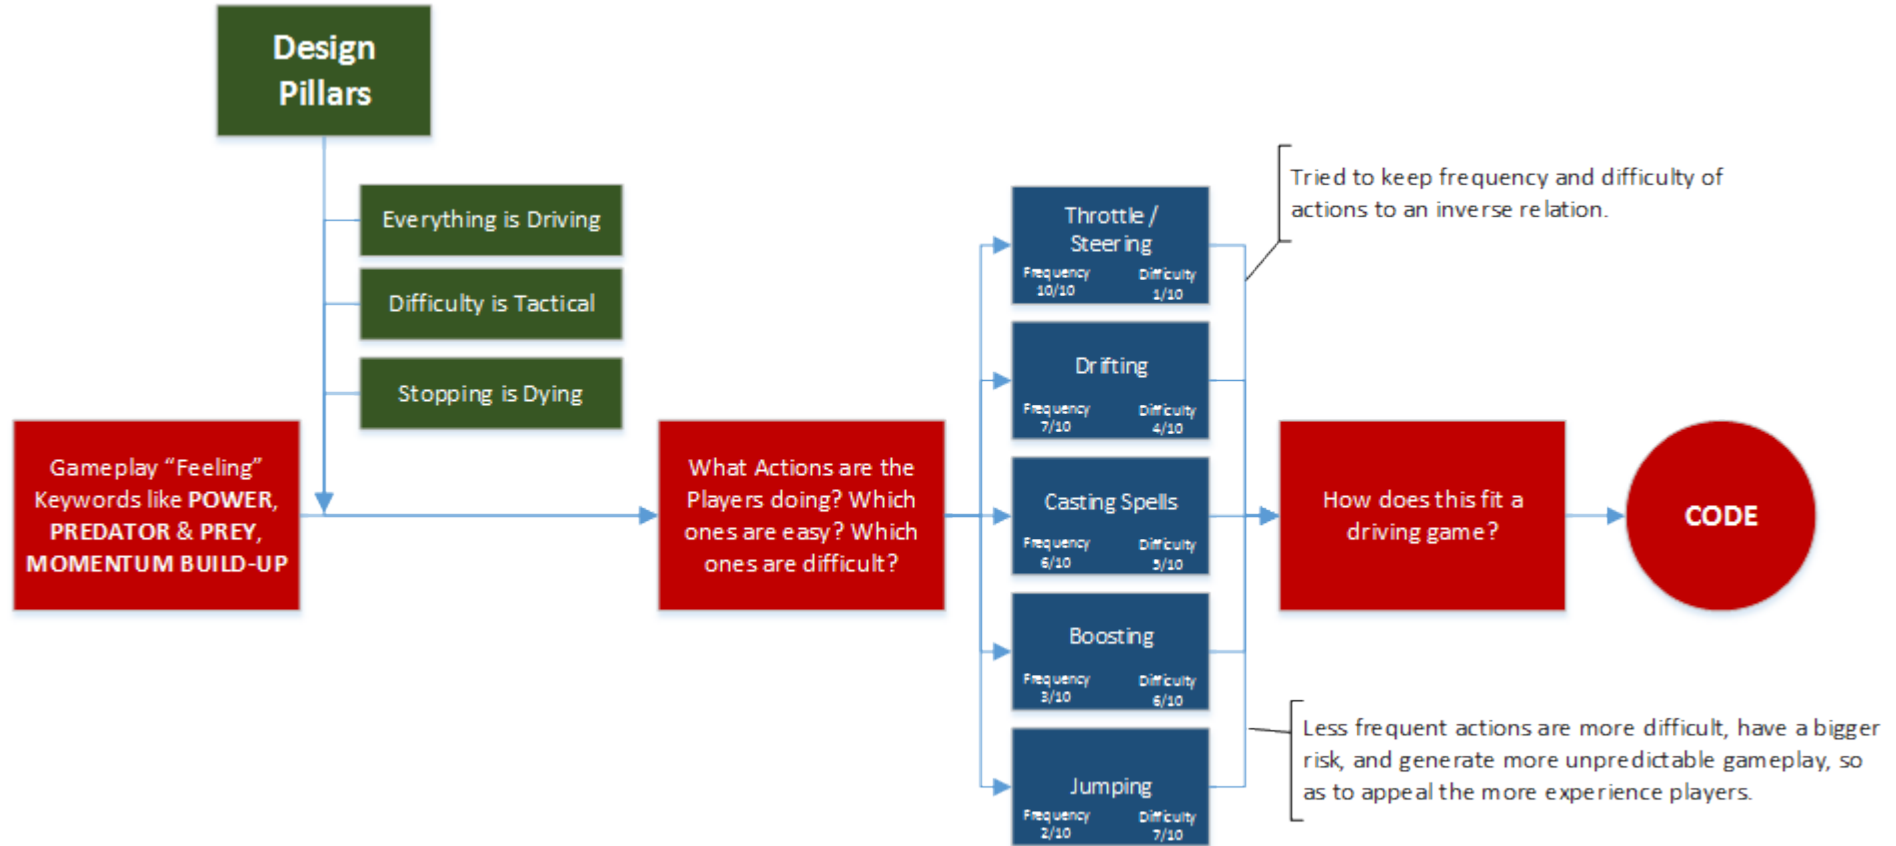 Design
Pillars
Everything is Driving
Difficulty is Tactical
Stopping is Dying
Gameplay “Feeling”
Keywords like POWER,
PREDATOR & PREY,
MOMENTUM BUILD-UP
What Actions are the
Players doing? Which
ones are easy? Which
ones are difficult?
Throttle /
Steering
Frequency Difficulty
10/10 1/10
Drifting
Frequency Difficulty
7/10 4/10
Casting Spells
Frequency Difficulty
6/10 5/10
Boosting
Frequency Difficulty
3/10 6/10
Jumping
Frequency Difficulty
2/10 7/10
Tried to keep frequency and difficulty of
actions to an inverse relation.
How does this fit a
driving game?
CODE
Less frequent actions are more difficult, have a bigger
risk, and generate more unpredictable gameplay, so
as to appeal the more experience players.